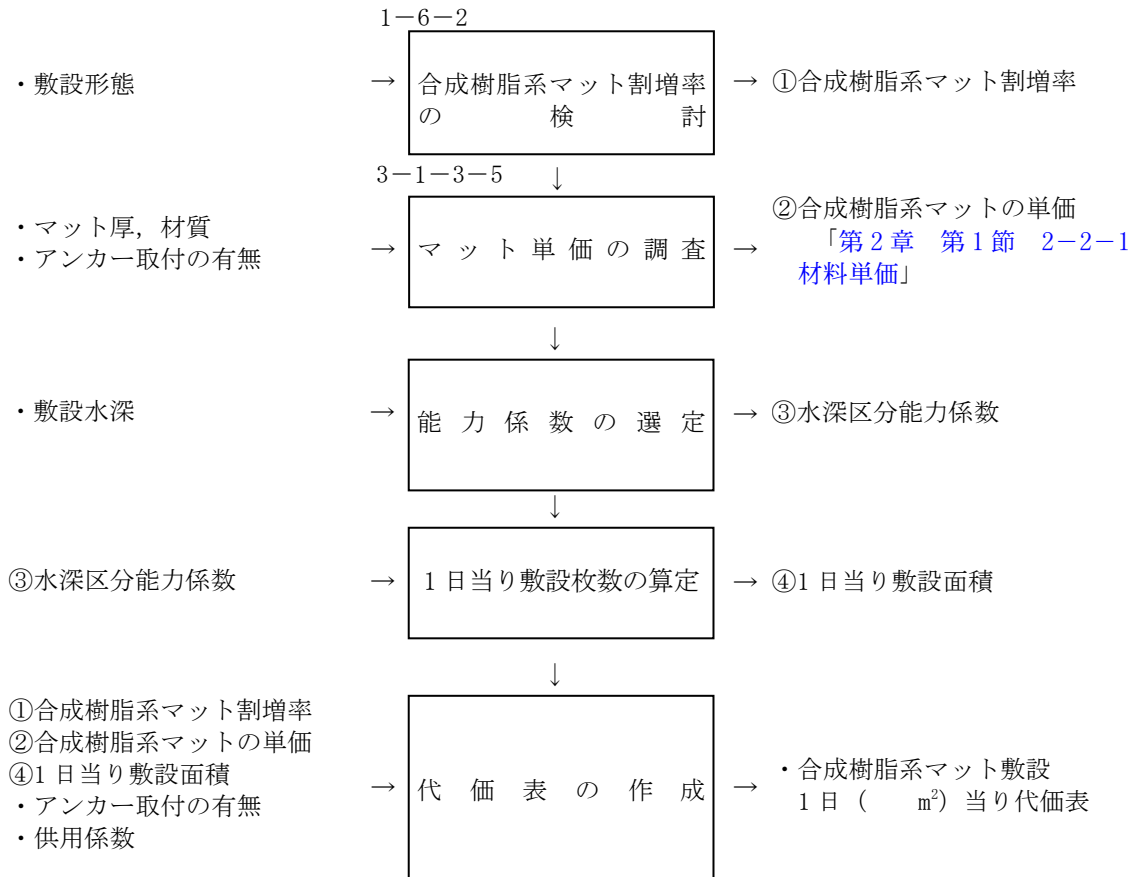 1－6－2
・敷設形態
→
合成樹脂系マット割増率
の検討
→ ①合成樹脂系マット割増率
↓
3－1－3－5
・マット厚，材質
・アンカー取付の有無
→
マット単価の調査
→
②合成樹脂系マットの単価
「第2章 第1節 2－2－1
材料単価」
↓
・敷設水深
→
能力係数の選定
→ ③水深区分能力係数
↓
③水深区分能力係数
→
1日当り敷設枚数の算定
→ ④1日当り敷設面積
↓
①合成樹脂系マット割増率
②合成樹脂系マットの単価
④1日当り敷設面積
・アンカー取付の有無
・供用係数
→
代価表の作成
→
・合成樹脂系マット敷設
1日（　　m²）当り代価表